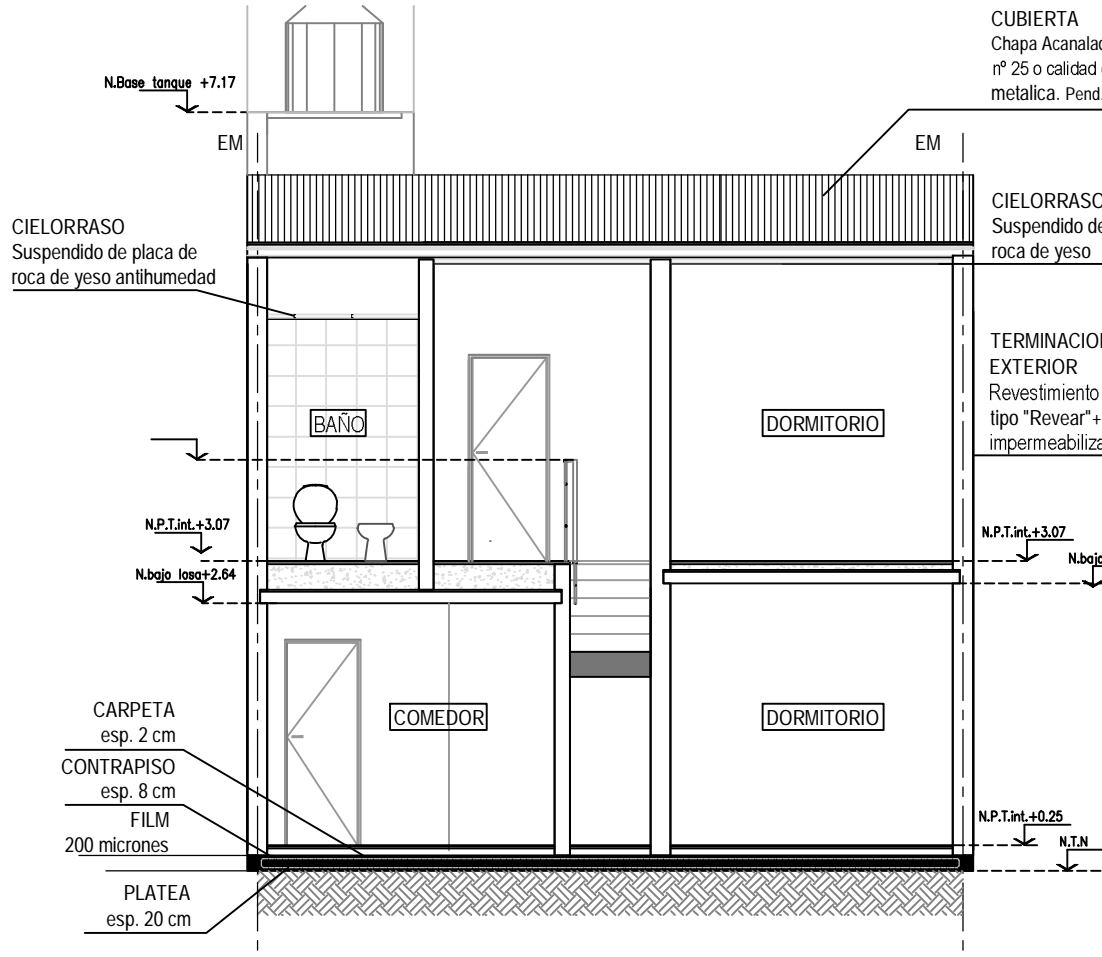 CUBIERTA
Chapa Acanalad
nº 25 o calidad
metalica. Pend.
N.Base tanque +7.17
EM
EM
CIELORRASO
Suspendido de placa de
roca de yeso antihumedad
CIELORRASO
Suspendido de
roca de yeso
TERMINACION
EXTERIOR
Revestimiento
tipo "Revear"+
impermeabiliza
BAÑO
DORMITORIO
N.P.T.int.+3.07
N.P.T.int.+3.07
N.bajo losa+2.64
N.bajo
COMEDOR
DORMITORIO
CARPETA
esp. 2 cm
CONTRAPISO
esp. 8 cm
FILM
200 micrones
N.P.T.int.+0.25
N.T.N
PLATEA
esp. 20 cm